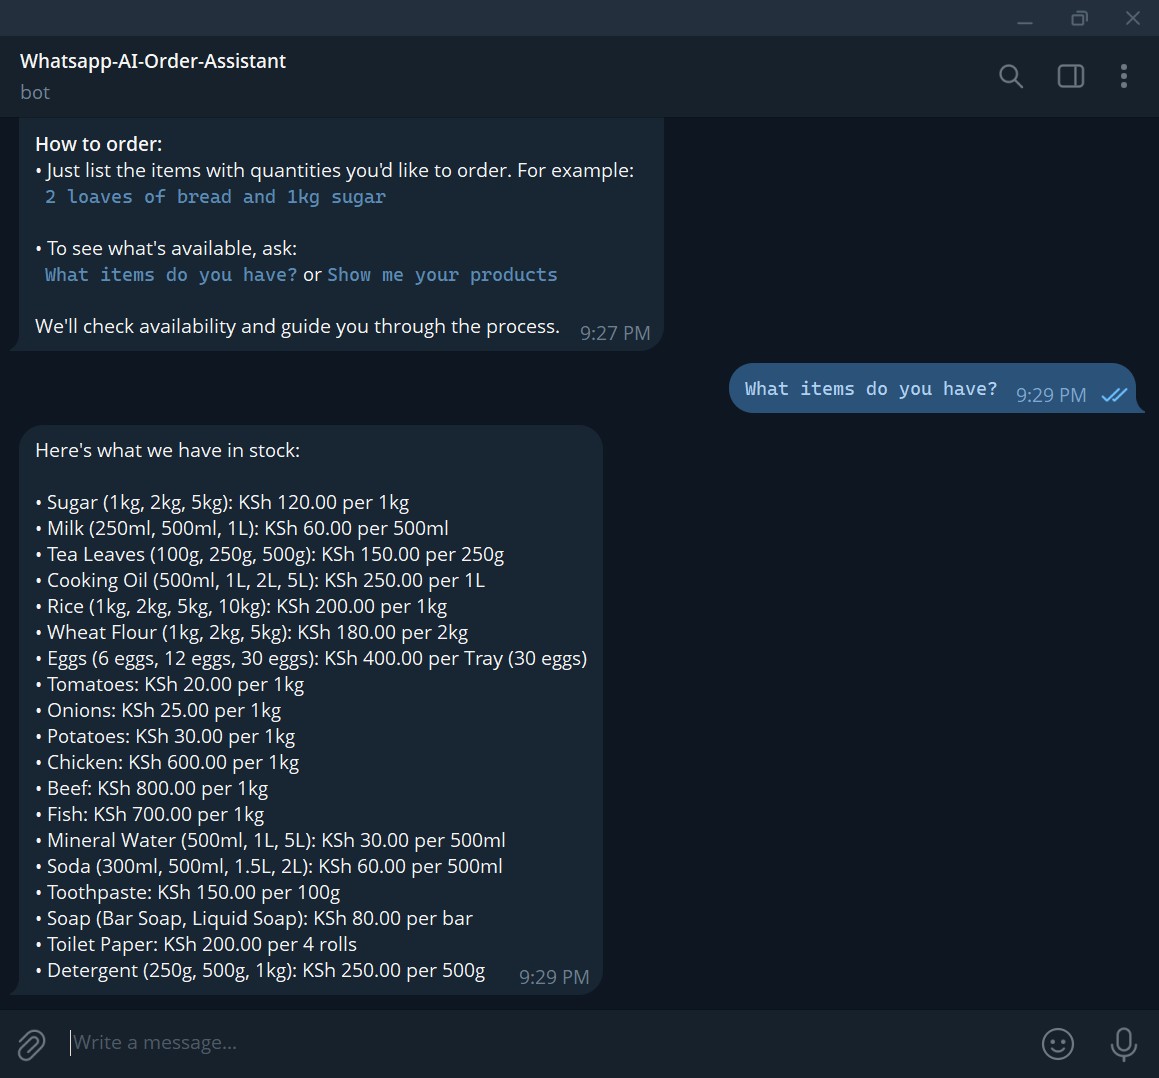 Whatsapp-AI-Order-Assistant
bot
How to order:
• Just list the items with quantities you'd like to order. For example:
2 loaves of bread and 1kg sugar
• To see what's available, ask:
What items do you have? or Show me your products
We'll check availability and guide you through the process. 9:27 PM
What items do you have? 9:29 PM
Here's what we have in stock:
• Sugar (1kg, 2kg, 5kg): KSh 120.00 per 1kg
• Milk (250ml, 500ml, 1L): KSh 60.00 per 500ml
• Tea Leaves (100g, 250g, 500g): KSh 150.00 per 250g
• Cooking Oil (500ml, 1L, 2L, 5L): KSh 250.00 per 1L
• Rice (1kg, 2kg, 5kg, 10kg): KSh 200.00 per 1kg
• Wheat Flour (1kg, 2kg, 5kg): KSh 180.00 per 2kg
• Eggs (6 eggs, 12 eggs, 30 eggs): KSh 400.00 per Tray (30 eggs)
• Tomatoes: KSh 20.00 per 1kg
• Onions: KSh 25.00 per 1kg
• Potatoes: KSh 30.00 per 1kg
• Chicken: KSh 600.00 per 1kg
• Beef: KSh 800.00 per 1kg
• Fish: KSh 700.00 per 1kg
• Mineral Water (500ml, 1L, 5L): KSh 30.00 per 500ml
• Soda (300ml, 500ml, 1.5L, 2L): KSh 60.00 per 500ml
• Toothpaste: KSh 150.00 per 100g
• Soap (Bar Soap, Liquid Soap): KSh 80.00 per bar
• Toilet Paper: KSh 200.00 per 4 rolls
• Detergent (250g, 500g, 1kg): KSh 250.00 per 500g 9:29 PM
Write a message...